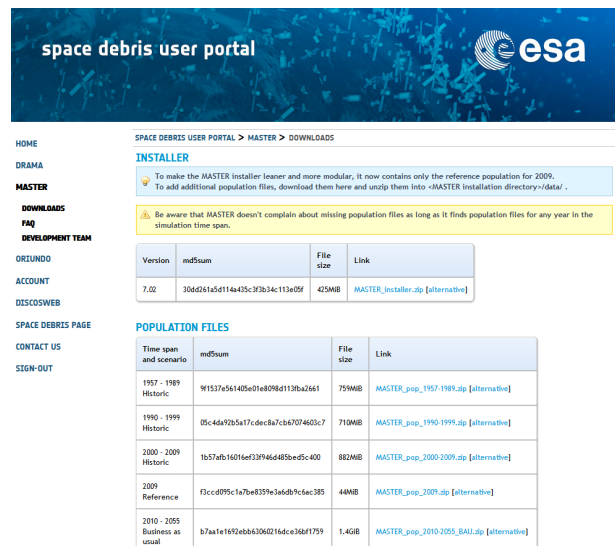 space debris user portal
esa
HOME
DRAMA
MASTER
DOWNLOADS
FAQ
DEVELOPMENT TEAM
ORIUNDO
ACCOUNT
DISCOSWEB
SPACE DEBRIS PAGE
CONTACT US
SIGN-OUT
SPACE DEBRIS USER PORTAL > MASTER > DOWNLOADS
INSTALLER
To make the MASTER installer leaner and more modular, it now contains only the reference population for 2009.
To add additional population files, download them here and unzip them into <MASTER installation directory>/data/ .
Be aware that MASTER doesn't complain about missing population files as long as it finds population files for any year in the
simulation time span.
Version md5sum File size Link
7.02 30dd261a5d114a435c3f3b34c113e05f 425MiB MASTER_installer.zip [alternative]
POPULATION FILES
Time span and scenario md5sum File size Link
1957 - 1989 Historic 9f1537e561405e01e8098d113fba2661 759MiB MASTER_pop_1957-1989.zip [alternative]
1990 - 1999 Historic 05c4da92b5a17cdec8a7cb67074603c7 710MiB MASTER_pop_1990-1999.zip [alternative]
2000 - 2009 Historic 1b57afb16016ef33f946d485bed5c400 882MiB MASTER_pop_2000-2009.zip [alternative]
2009 Reference f3ccd095c1a7be8359e3a6db9c6ac385 44MiB MASTER_pop_2009.zip [alternative]
2010 - 2055 Business as usual b7aa1e1692ebb63060216dce36bf1759 1.4GiB MASTER_pop_2010-2055_BAU.zip [alternative]